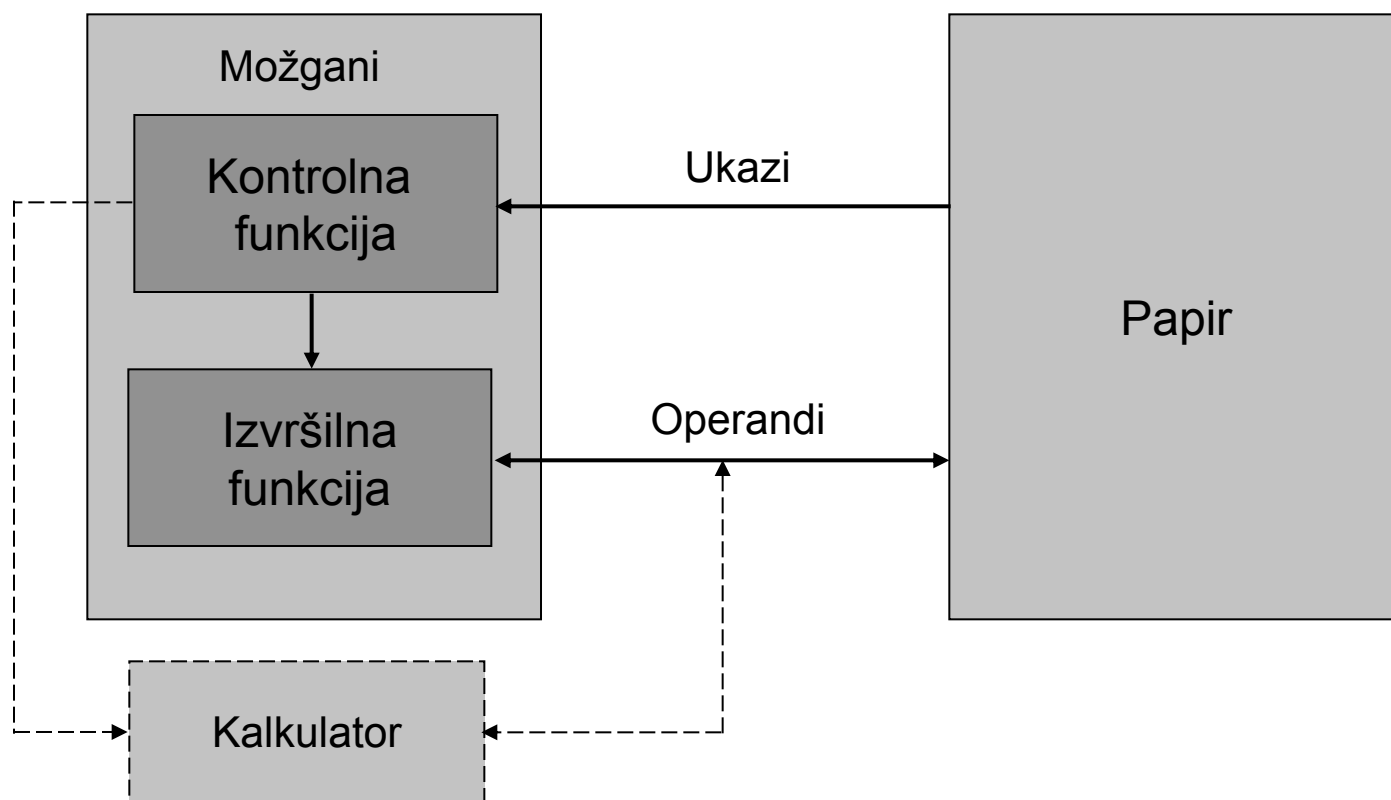 Možgani
Kontrolna
funkcija
Ukazi
Papir
Izvršilna
funkcija
Operandi
Kalkulator